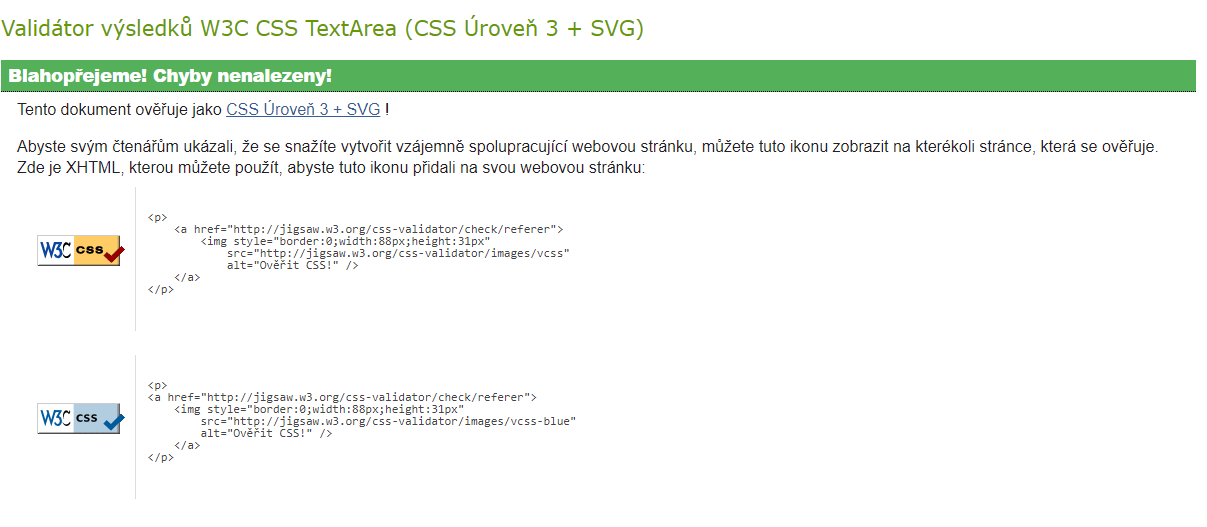 Validátor výsledků W3C CSS TextArea (CSS Úroveň 3 + SVG)
Blahopřejeme! Chyby nenalezeny!
Tento dokument ověřuje jako CSS Úroveň 3 + SVG !
Abyste svým čtenářům ukázali, že se snažíte vytvořit vzájemně spolupracující webovou stránku, můžete tuto ikonu zobrazit na kterékoli stránce, která se ověřuje.
Zde je XHTML, kterou můžete použít, abyste tuto ikonu přidali na svou webovou stránku:
W3C css
<p>
<a href="http://jigsaw.w3.org/css-validator/check/referer">
<img style="border:0;width:88px;height:31px"
src="http://jigsaw.w3.org/css-validator/images/vcss"
alt="Ověřit CSS!" />
</a>
</p>
W3C css
<p>
<a href="http://jigsaw.w3.org/css-validator/check/referer">
<img style="border:0;width:88px;height:31px"
src="http://jigsaw.w3.org/css-validator/images/vcss-blue"
alt="Ověřit CSS!" />
</a>
</p>